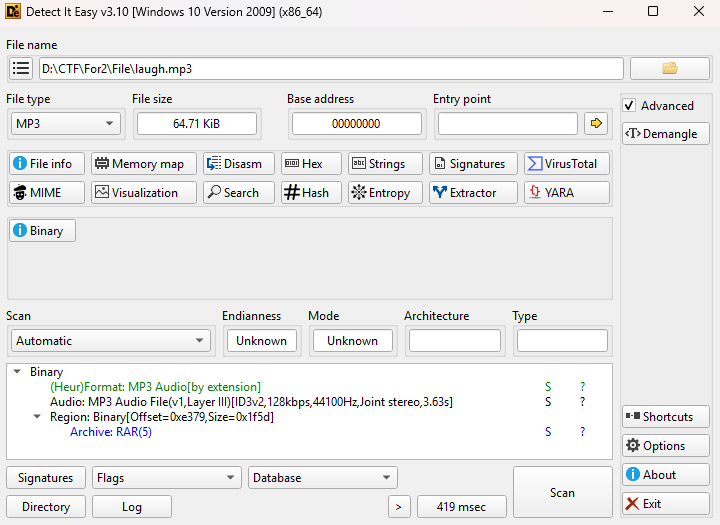 Detect It Easy v3.10 [Windows 10 Version 2009] (x86_64)
File name
D:\CTF\For2\File\laugh.mp3
File type
File size
Base address
Entry point
Advanced
MP3
64.71 KiB
00000000
Demangle
File info
Memory map
Disasm
Hex
Strings
Signatures
VirusTotal
MIME
Visualization
Search
Hash
Entropy
Extractor
YARA
Binary
Scan
Endianness
Mode
Architecture
Type
Automatic
Unknown
Unknown
Binary
(Heur)Format: MP3 Audio[by extension] S ?
Audio: MP3 Audio File(v1,Layer III)[ID3v2,128kbps,44100Hz,Joint stereo,3.63s] S ?
Region: Binary[Offset=0xe379,Size=0x1f5d]
Archive: RAR(5) S ?
Shortcuts
Options
About
Exit
Signatures
Flags
Database
Scan
Directory
Log
>
419 msec